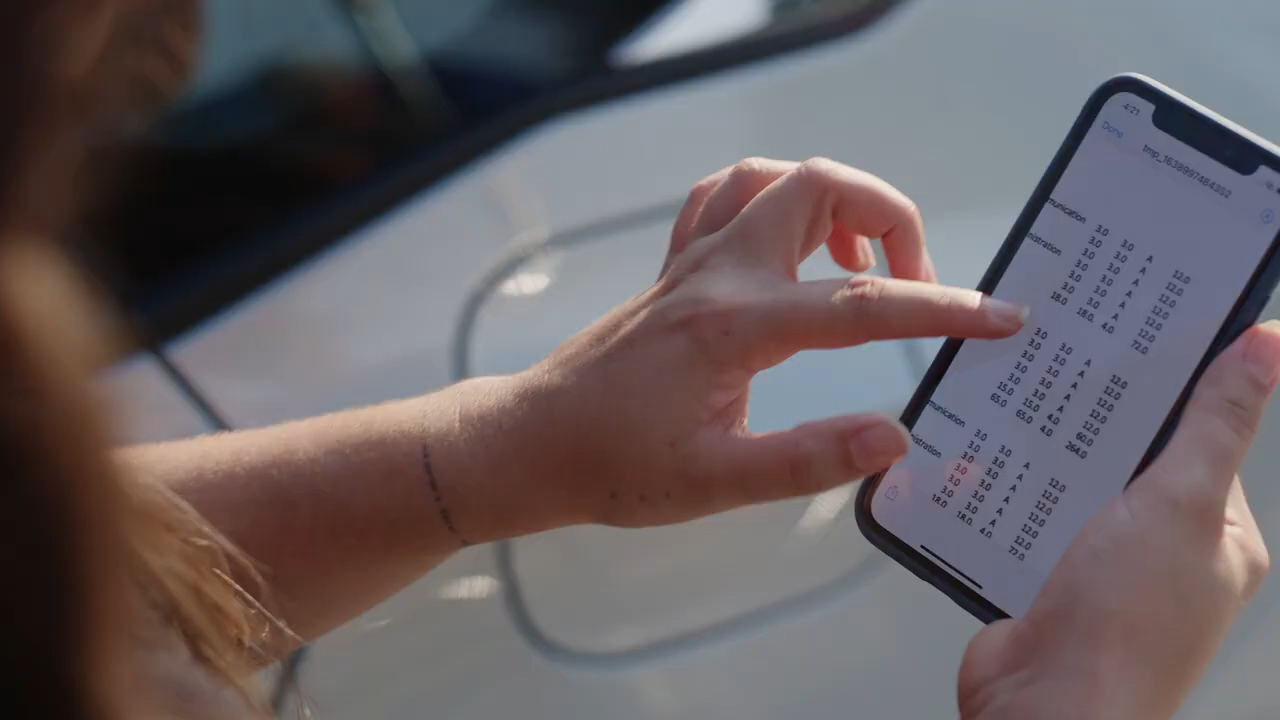 4:21
Done
tmp_1638997484352
munication 3.0 3.0 A 12.0
3.0 3.0 A 12.0
3.0 3.0 A 12.0
nistration 3.0 3.0 A 12.0
3.0 3.0 A 12.0
3.0 3.0 A 12.0
18.0 18.0 4.0 72.0
3.0 3.0 A 12.0
3.0 3.0 A 12.0
3.0 3.0 A 12.0
3.0 3.0 A 12.0
3.0 3.0 A 12.0
15.0 15.0 4.0 60.0
65.0 65.0 4.0 264.0
munication 3.0 3.0 A 12.0
3.0 3.0 A 12.0
3.0 3.0 A 12.0
nistration 3.0 3.0 A 12.0
3.0 3.0 A 12.0
3.0 3.0 A 12.0
18.0 18.0 4.0 72.0